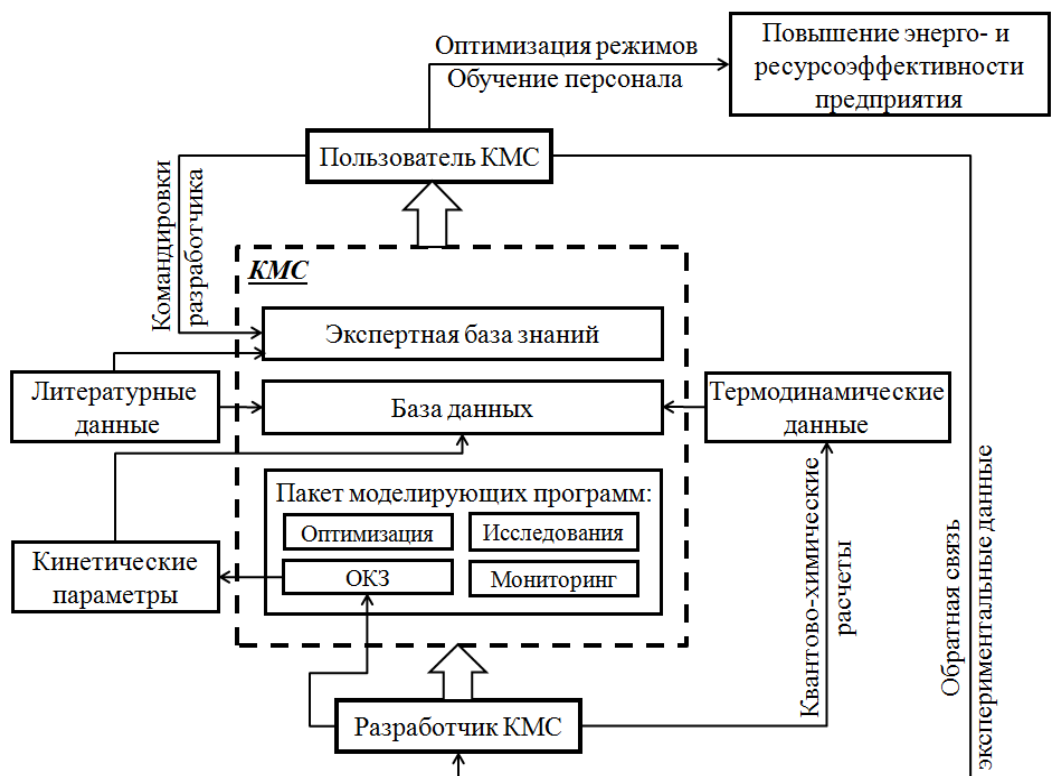 Оптимизация режимов
Обучение персонала
Повышение энерго- и
ресурсоэффективности
предприятия
Пользователь КМС
Командировки
разработчика
КМС
Экспертная база знаний
Литературные
данные
База данных
Термодинамические
данные
Пакет моделирующих программ:
Оптимизация
Исследования
ОКЗ
Мониторинг
Кинетические
параметры
Квантово-химические
расчеты
Обратная связь
экспериментальные данные
Разработчик КМС